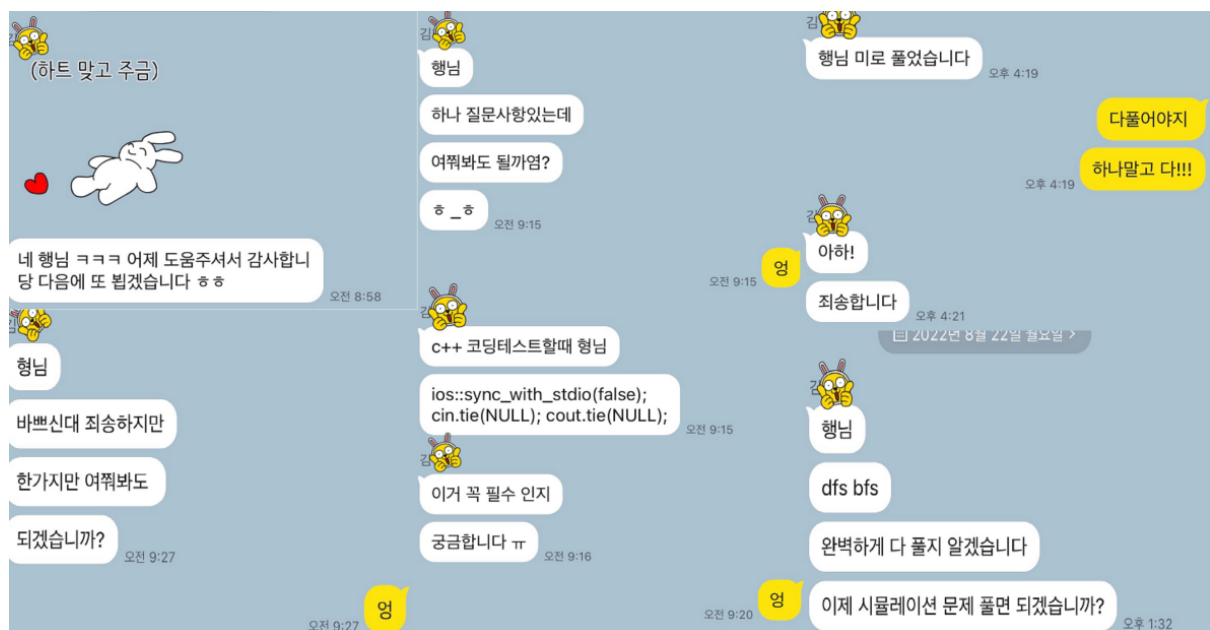 김
(하트 맞고 주금)
네 행님 ㅋㅋㅋ 어제 도움주셔서 감사합니
당 다음에 또 뵙겠습니다 ㅎㅎ
오전 8:58
형님
바쁘신대 죄송하지만
한가지만 여쭤봐도
되겠습니까?
오전 9:27
엉
오전 9:27
김
행님
하나 질문사항있는데
여쭤봐도 될까염?
ㅎ _ ㅎ
오전 9:15
엉
오전 9:15
김
c++ 코딩테스트할때 형님
ios::sync_with_stdio(false);
cin.tie(NULL); cout.tie(NULL);
오전 9:15
김
이거 꼭 필수 인지
궁금합니다 ㅠ
오전 9:16
엉
오전 9:20
김
행님 미로 풀었습니다
오후 4:19
다풀어야지
하나말고 다!!!
오후 4:19
김
아하!
죄송합니다
오후 4:21
2022년 8월 22일 월요일 >
김
행님
dfs bfs
완벽하게 다 풀지 알겠습니다
이제 시뮬레이션 문제 풀면 되겠습니까?
오후 1:32